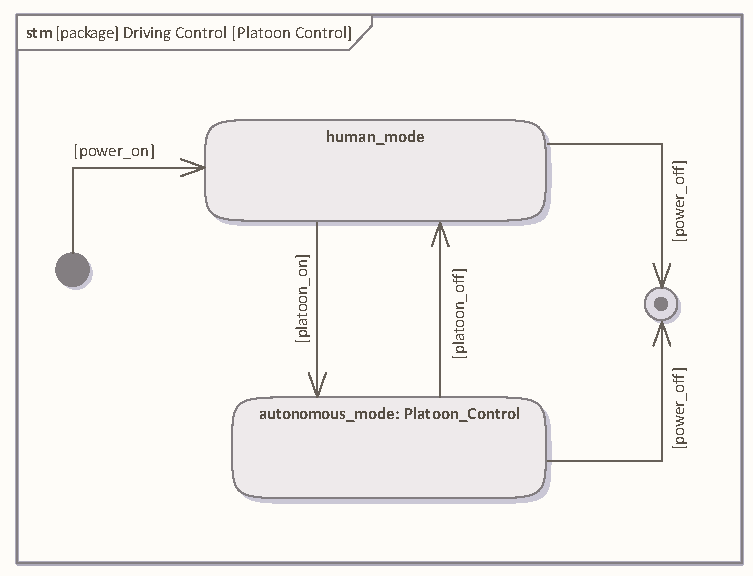 stm [package] Driving Control [Platoon Control]
human_mode
[power_on]
[power_off]
[platoon_on]
[platoon_off]
autonomous_mode: Platoon_Control
[power_off]